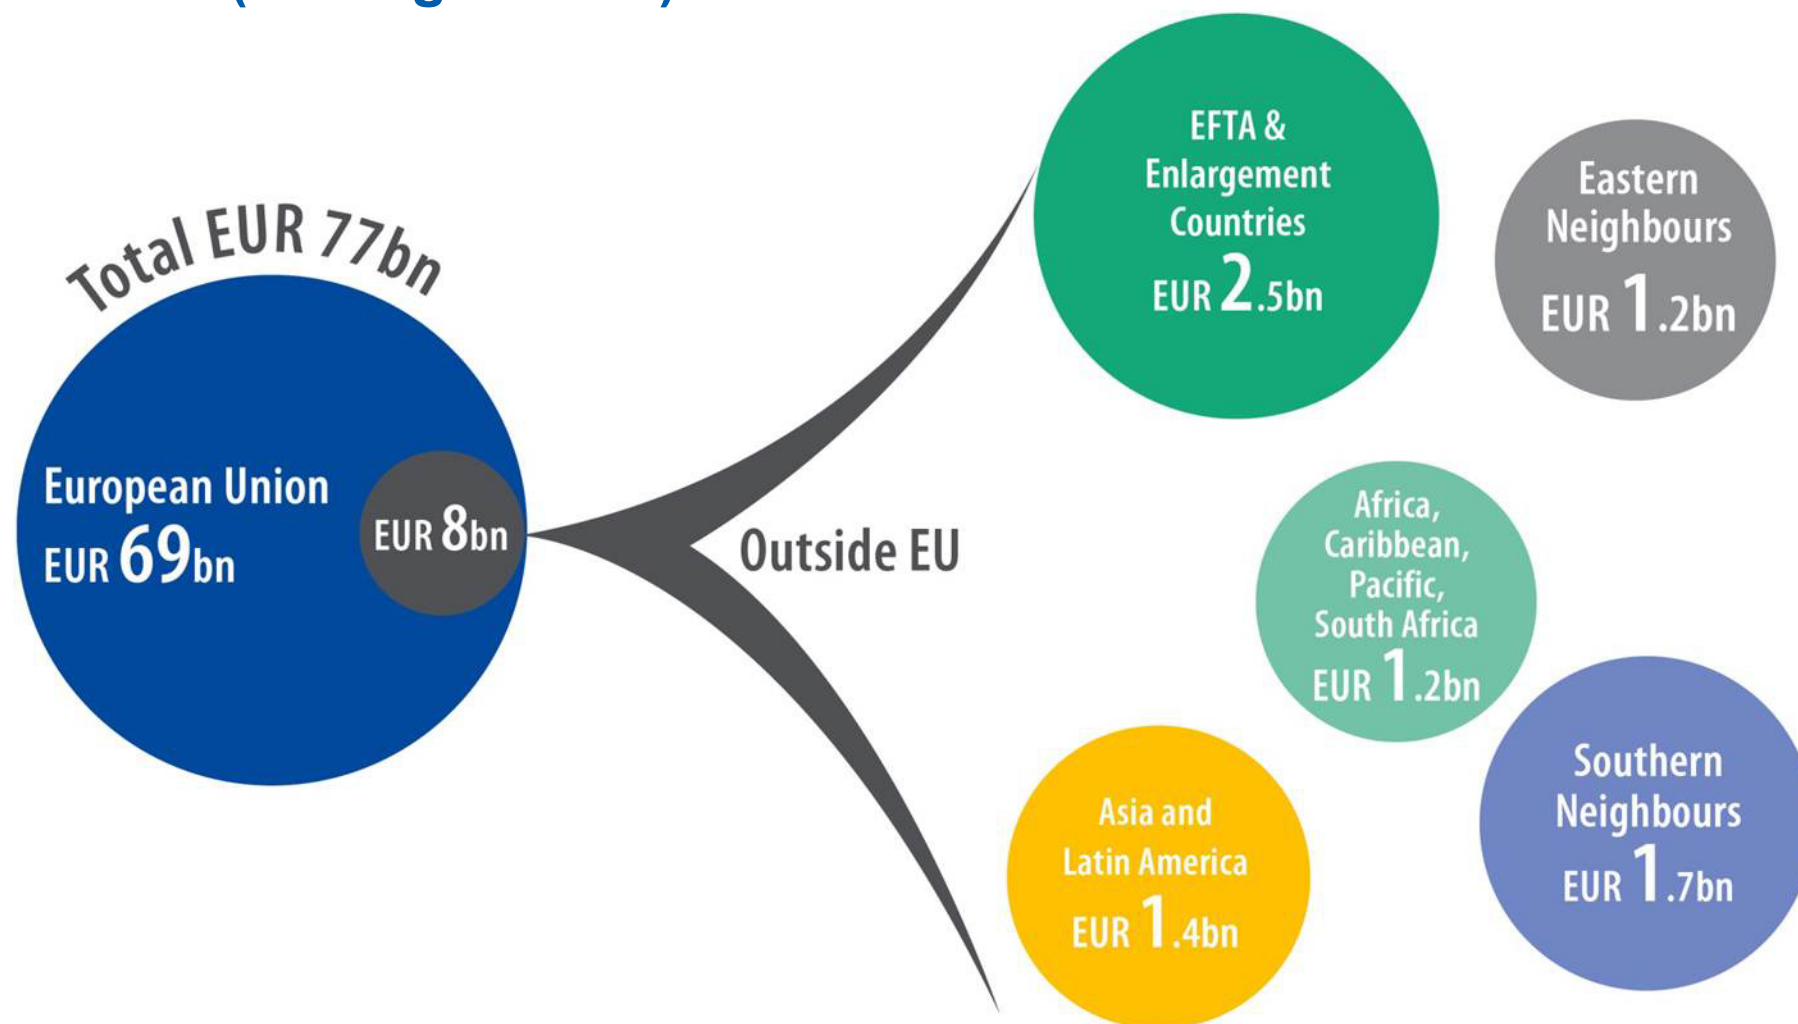 Total EUR 77bn
European Union
EUR 69bn
EUR 8bn
Outside EU
EFTA &
Enlargement
Countries
EUR 2.5bn
Eastern
Neighbours
EUR 1.2bn
Africa,
Caribbean,
Pacific,
South Africa
EUR 1.2bn
Southern
Neighbours
EUR 1.7bn
Asia and
Latin America
EUR 1.4bn